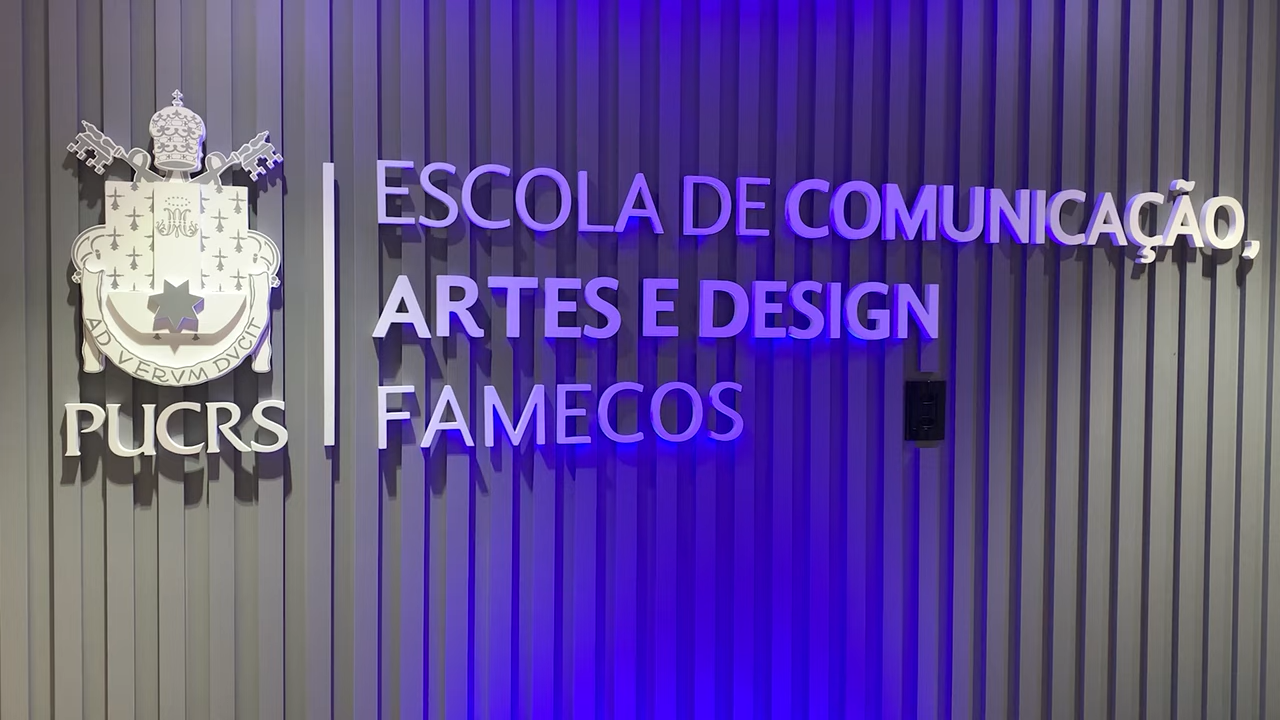 AD VERVM DVCIT
PUCRS
ESCOLA DE COMUNICAÇÃO,
ARTES E DESIGN
FAMECOS